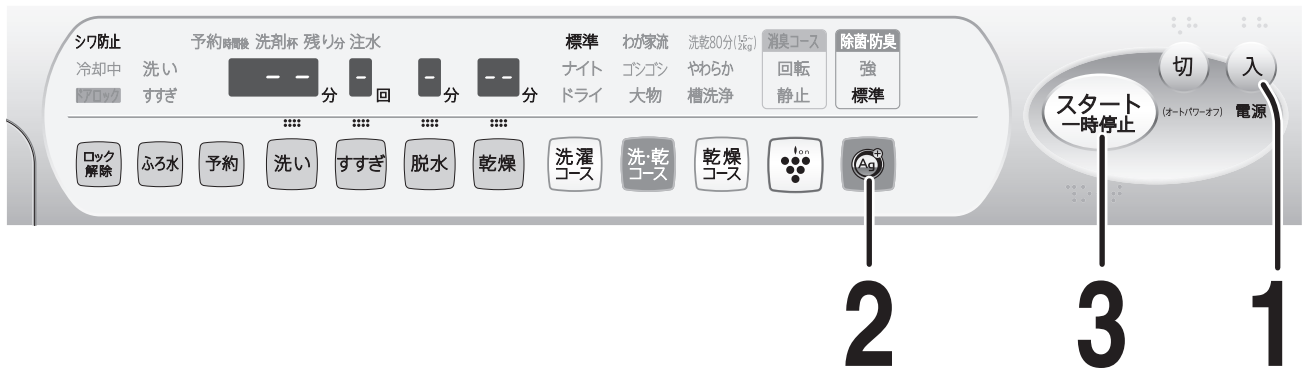 シワ防止 予約時間後 洗剤杯 残り分 注水 標準 わが家流 洗乾80分(1.5~2kg) 消臭コース 除菌・防臭
冷却中 洗い ナイト ゴシゴシ やわらか 回転 強
ドアロック すすぎ -- 分 - 回 - 分 -- 分 ドライ 大物 槽洗浄 静止 標準
切 入
(オートパワーオフ) 電源
スタート
一時停止
ロック
解除
ふろ水
予約
洗い
すすぎ
脱水
乾燥
洗濯
コース
洗・乾
コース
乾燥
コース
ion
Ag+
2
3
1